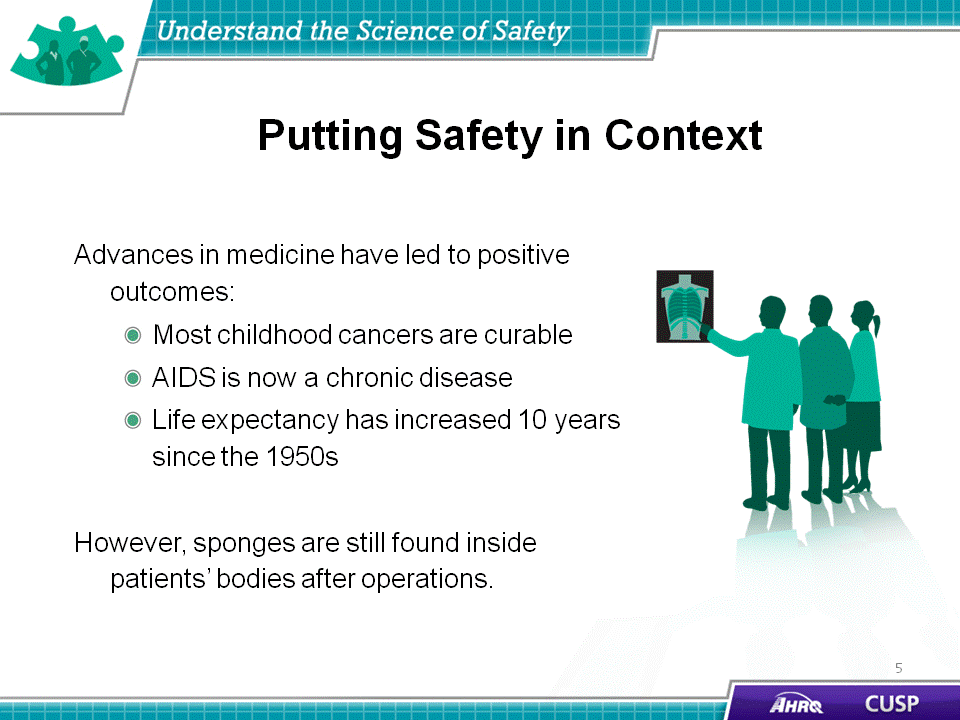 Understand the Science of Safety
Putting Safety in Context
Advances in medicine have led to positive
outcomes:
Most childhood cancers are curable
AIDS is now a chronic disease
Life expectancy has increased 10 years
since the 1950s
However, sponges are still found inside
patients’ bodies after operations.
5
AHRQ CUSP